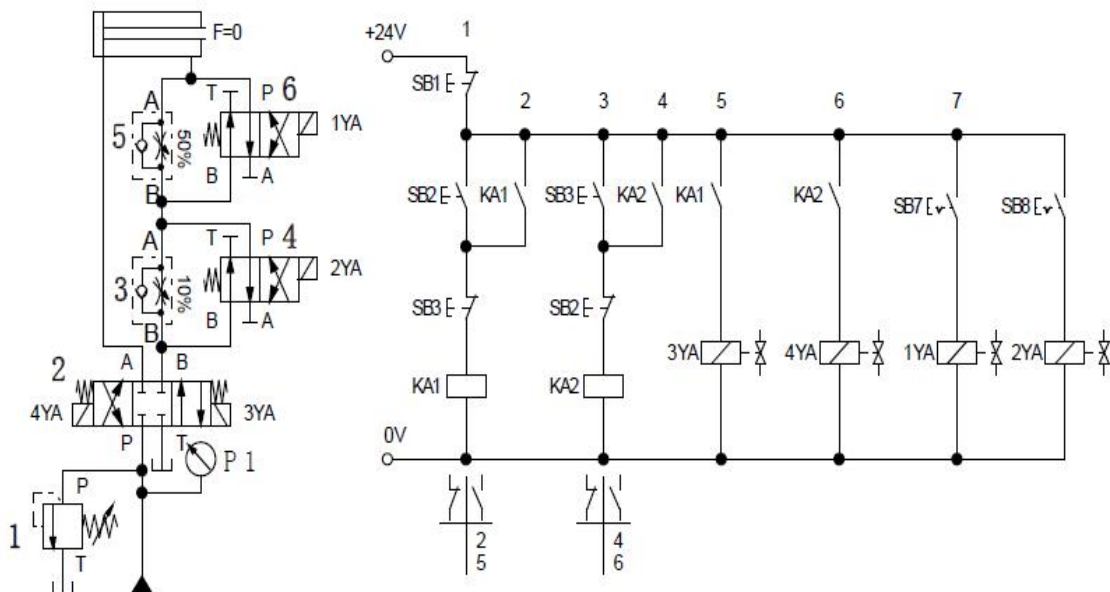 F=0
A
T P 6
5 50% 1YA
B A
B
A
T P 4
3 10% 2YA
B A
B
A B
2
4YA 3YA
P T
P1
P
1
T
+24V
1
SB1
2 3 4 5 6 7
SB2 KA1 SB3 KA2 KA1 KA2 SB7 SB8
SB3 SB2
3YA 4YA 1YA 2YA
KA1 KA2
0V
2 4
5 6